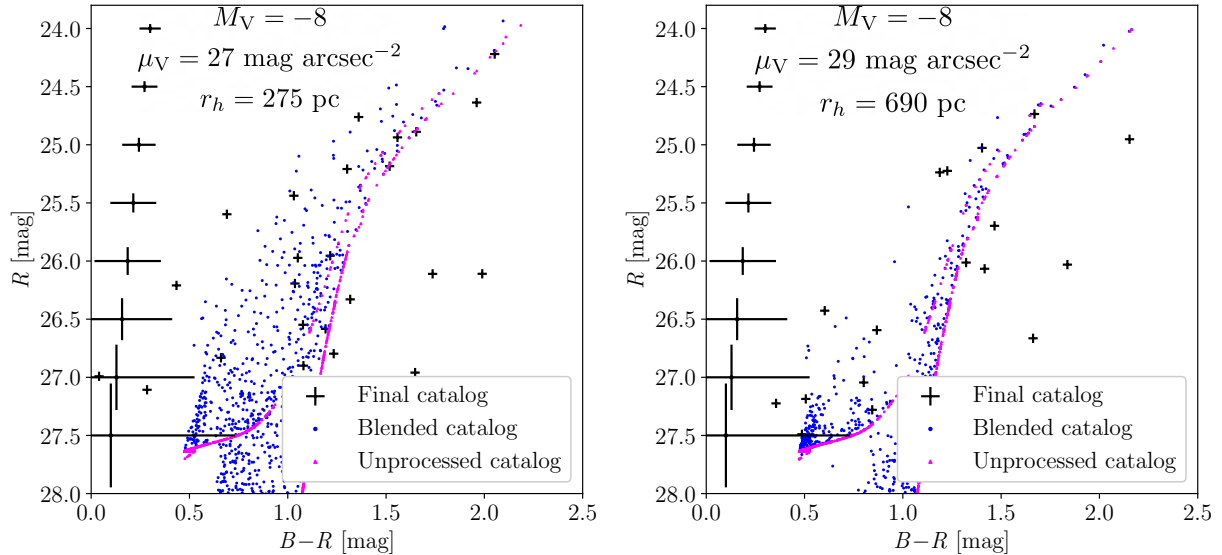 M_V = −8
μ_V = 27 mag arcsec⁻²
r_h = 275 pc
24.0
24.5
25.0
25.5
26.0
26.5
27.0
27.5
28.0
R [mag]
Final catalog
Blended catalog
Unprocessed catalog
0.0 0.5 1.0 1.5 2.0 2.5
B−R [mag]
M_V = −8
μ_V = 29 mag arcsec⁻²
r_h = 690 pc
24.0
24.5
25.0
25.5
26.0
26.5
27.0
27.5
28.0
R [mag]
Final catalog
Blended catalog
Unprocessed catalog
0.0 0.5 1.0 1.5 2.0 2.5
B−R [mag]